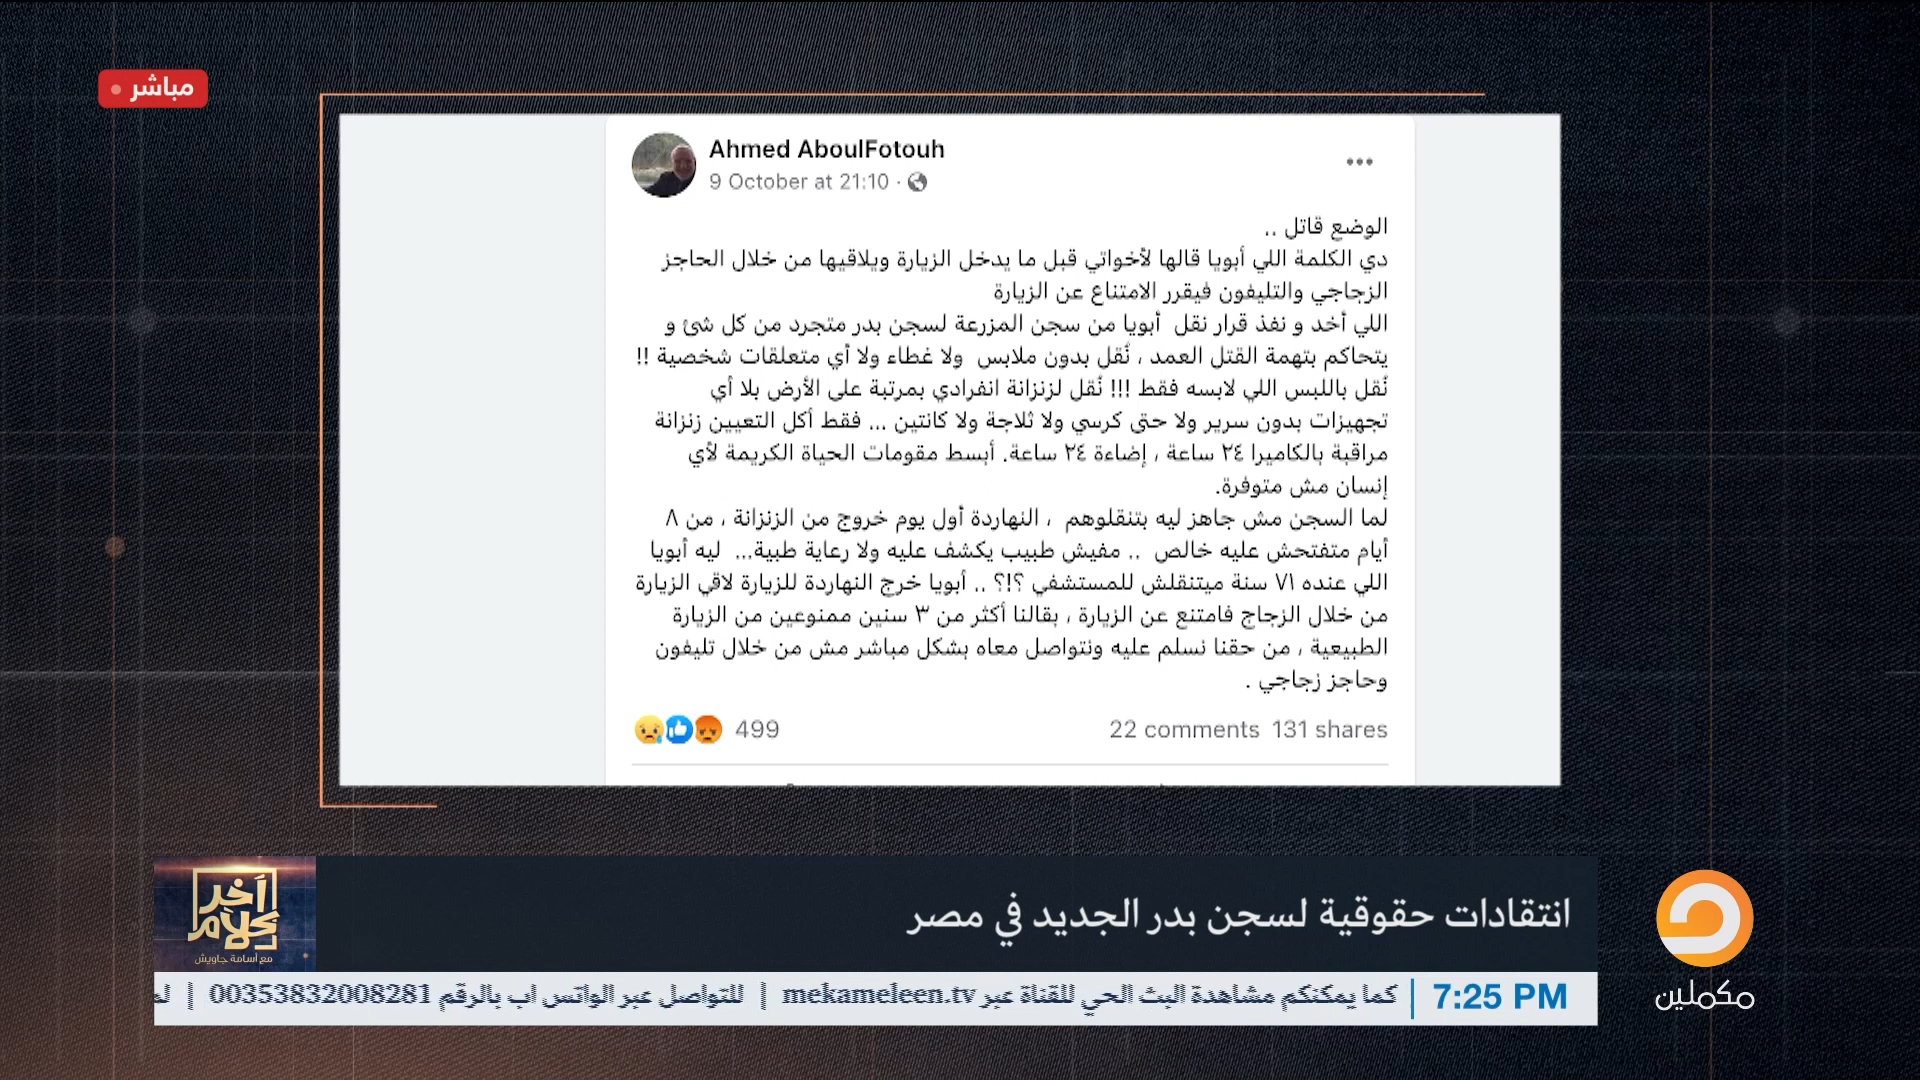 مباشر
Ahmed AboulFotouh
9 October at 21:10 ·
الوضع قاتل ..
دي الكلمة اللي أبويا قالها لأخواتي قبل ما يدخل الزيارة ويلاقيها من خلال الحاجز
الزجاجي والتليفون فيقرر الامتناع عن الزيارة
اللي أخد و نفذ قرار نقل أبويا من سجن المزرعة لسجن بدر متجرد من كل شئ و
يتحاكم بتهمة القتل العمد ، نُقل بدون ملابس ولا غطاء ولا أي متعلقات شخصية !!
نُقل باللبس اللي لابسه فقط !!! نُقل لزنزانة انفرادي بمرتبة على الأرض بلا أي
تجهيزات بدون سرير ولا حتى كرسي ولا ثلاجة ولا كانتين ... فقط أكل التعيين زنزانة
مراقبة بالكاميرا ٢٤ ساعة ، إضاءة ٢٤ ساعة. أبسط مقومات الحياة الكريمة لأي
إنسان مش متوفرة.
لما السجن مش جاهز ليه بتنقلوهم ، النهاردة أول يوم خروج من الزنزانة ، من ٨
أيام متفتحش عليه خالص .. مفيش طبيب يكشف عليه ولا رعاية طبية... ليه أبويا
اللي عنده ٧١ سنة ميتنقلش للمستشفي ؟!؟ .. أبويا خرج النهاردة للزيارة لاقي الزيارة
من خلال الزجاج فامتنع عن الزيارة ، بقالنا أكثر من ٣ سنين ممنوعين من الزيارة
الطبيعية ، من حقنا نسلم عليه ونتواصل معاه بشكل مباشر مش من خلال تليفون
وحاجز زجاجي .
499 22 comments 131 shares
انتقادات حقوقية لسجن بدر الجديد في مصر
آخر
كلام
مع أسامة جاويش
7:25 PM | كما يمكنكم مشاهدة البث الحي للقناة عبر mekameleen.tv | للتواصل عبر الواتس اب بالرقم 00353832008281 |
مكملين